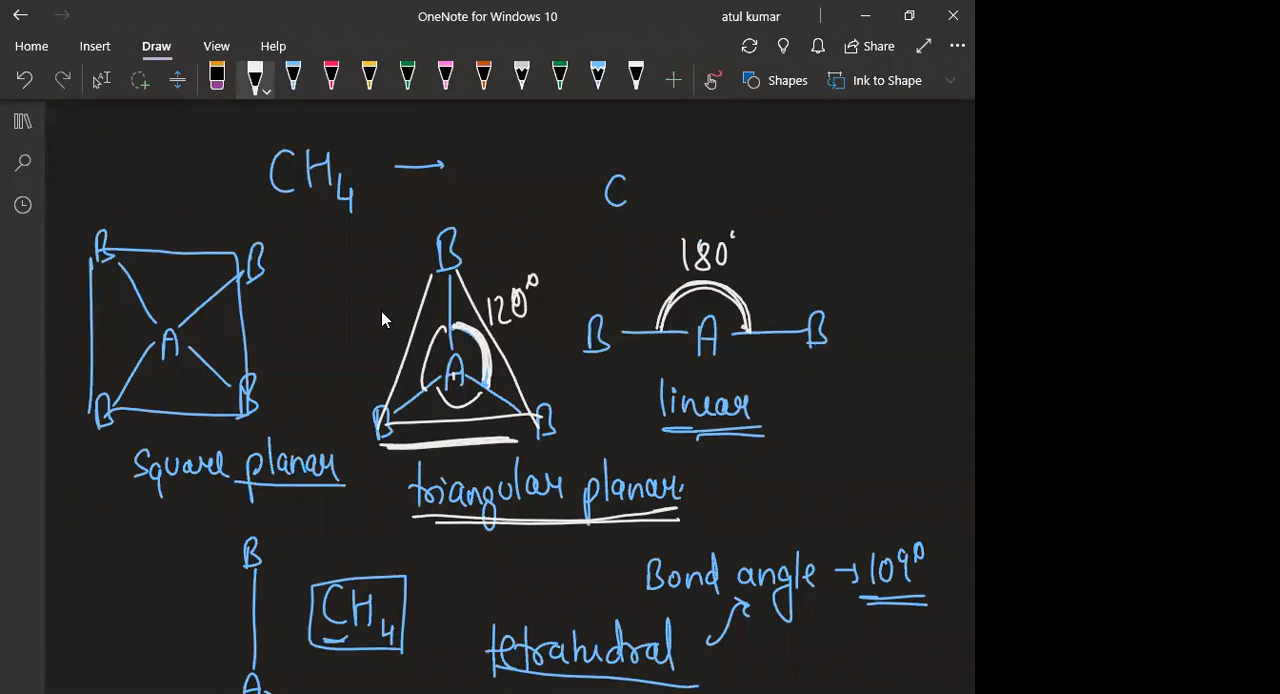 OneNote for Windows 10
atul kumar
Home Insert Draw View Help
Share
Shapes
Ink to Shape
CH4 →
C
B B
A
B B
square planar
B
120°
A
B B
triangular planar
180°
B A B
linear
B
A
CH4
Bond angle → 109°
tetrahidral